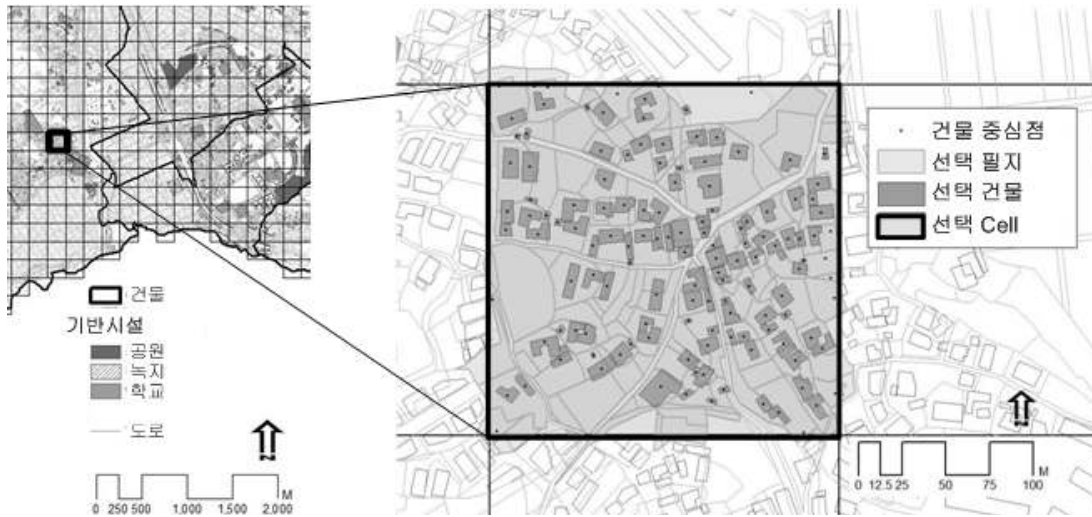 건물
기반시설
공원
녹지
학교
도로
M
0 250 500 1,000 1,500 2,000
건물 중심점
선택 필지
선택 건물
선택 Cell
M
0 12.5 25 50 75 100